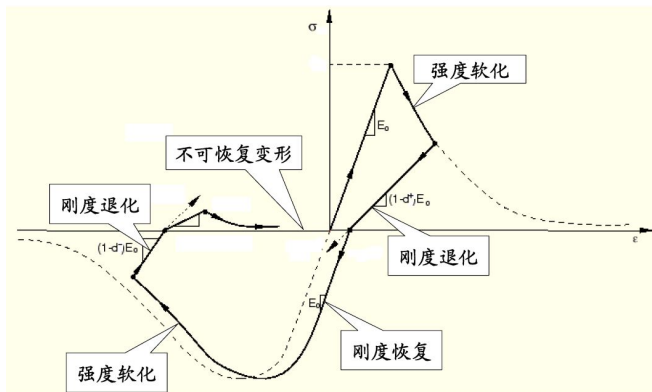 σ
强度软化
E₀
不可恢复变形
刚度退化
(1-d⁺)E₀
(1-d⁻)E₀
刚度退化
ε
E₀
刚度恢复
强度软化